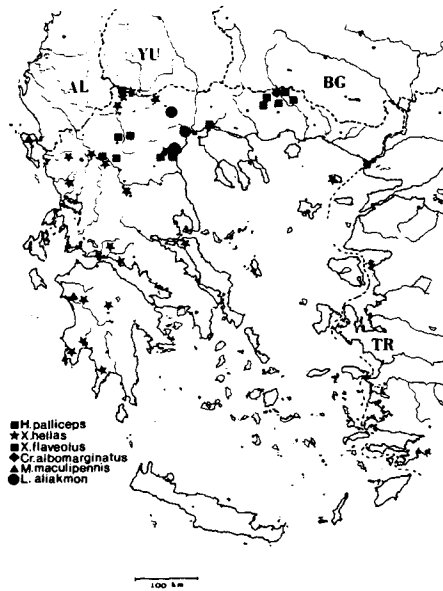 YU
AL
BG
TR
■H.palliceps
★X.hellas
■X.flaveolus
◆Cr.albomarginatus
▲M.maculipennis
●L. aliakmon
100 km